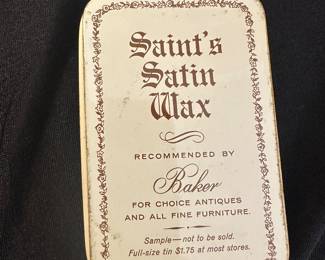 Saint's
Satin
Wax
RECOMMENDED BY
Baker
FOR CHOICE ANTIQUES
AND ALL FINE FURNITURE.
Sample—not to be sold.
Full-size tin $1.75 at most stores.